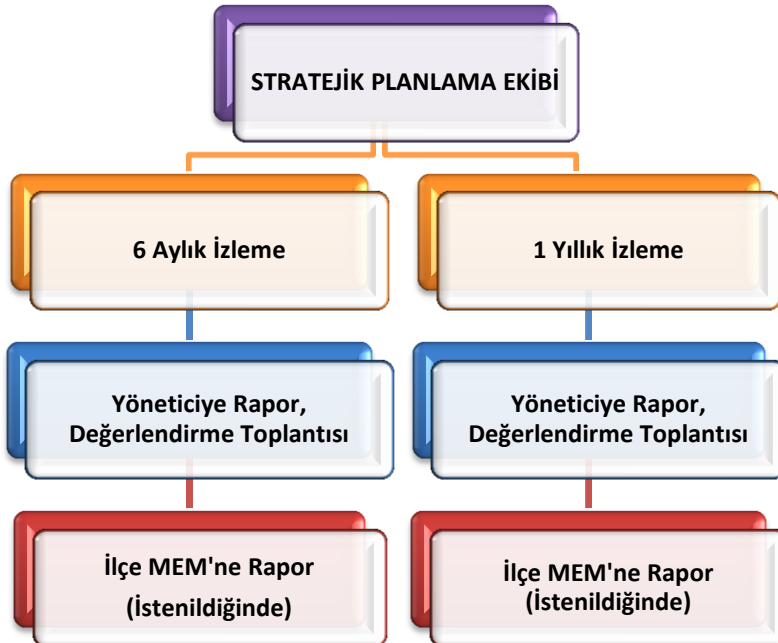 STRATEJİK PLANLAMA EKİBİ
6 Aylık İzleme
1 Yıllık İzleme
Yöneticiye Rapor,
Değerlendirme Toplantısı
Yöneticiye Rapor,
Değerlendirme Toplantısı
İlçe MEM'ne Rapor
(İstenildiğinde)
İlçe MEM'ne Rapor
(İstenildiğinde)